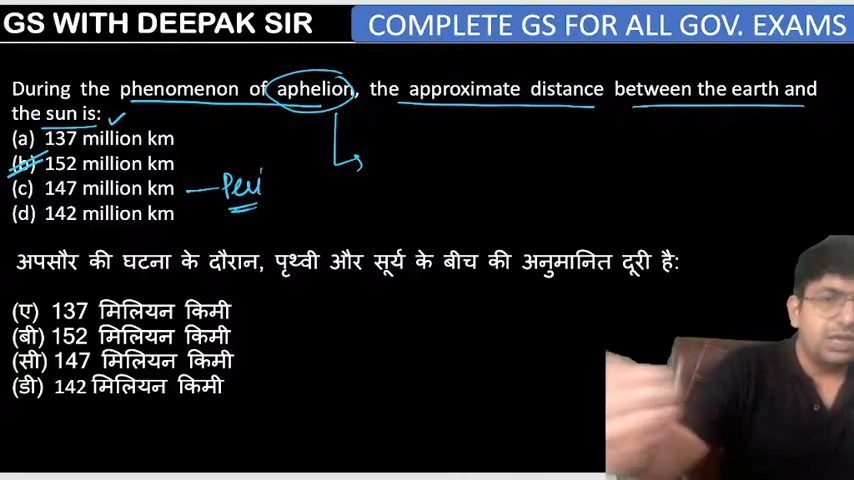 GS WITH DEEPAK SIR
COMPLETE GS FOR ALL GOV. EXAMS
During the phenomenon of aphelion, the approximate distance between the earth and
the sun is:
(a) 137 million km
(b) 152 million km
(c) 147 million km — Peri
(d) 142 million km
अपसौर की घटना के दौरान, पृथ्वी और सूर्य के बीच की अनुमानित दूरी है:
(ए) 137 मिलियन किमी
(बी) 152 मिलियन किमी
(सी) 147 मिलियन किमी
(डी) 142 मिलियन किमी